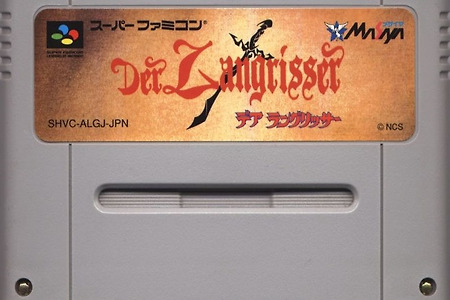 スーパーファミコン
Masaya
Der Langrisser
デア ラングリッサー
SHVC-ALGJ-JPN
© NCS